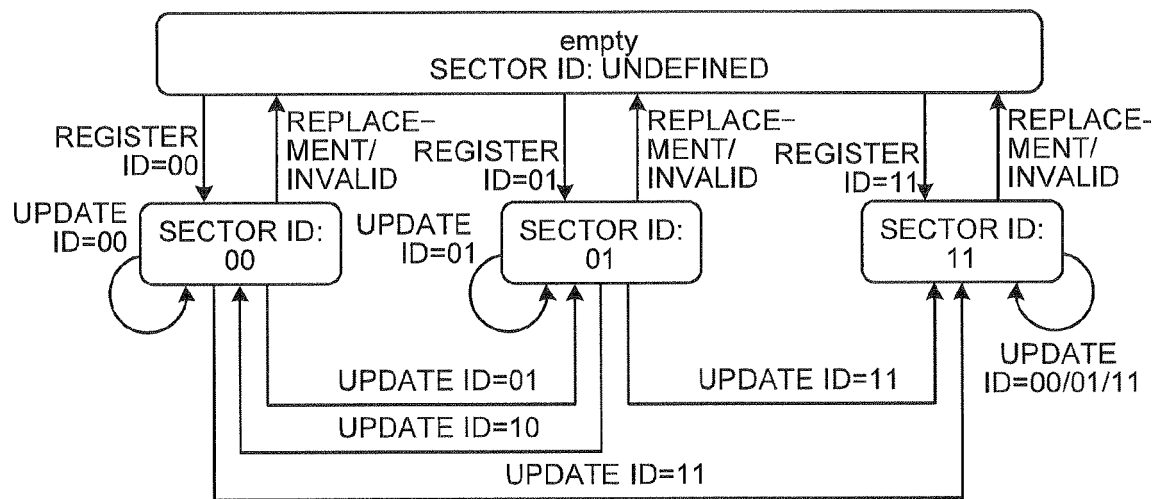 empty
SECTOR ID: UNDEFINED
REGISTER
ID=00
REPLACE-
MENT/
INVALID
REGISTER
ID=01
REPLACE-
MENT/
INVALID
REGISTER
ID=11
REPLACE-
MENT/
INVALID
UPDATE
ID=00
SECTOR ID:
00
UPDATE
ID=01
SECTOR ID:
01
SECTOR ID:
11
UPDATE ID=01
UPDATE ID=11
UPDATE
ID=00/01/11
UPDATE ID=10
UPDATE ID=11